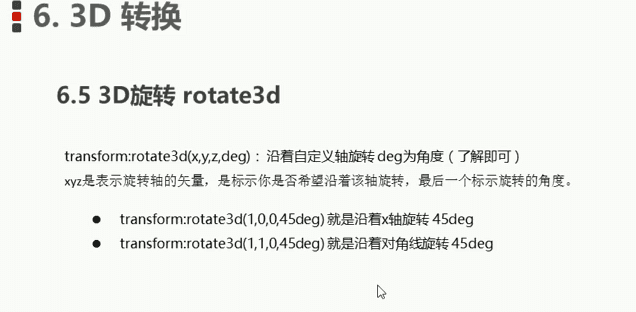 6. 3D 转换
6.5 3D旋转 rotate3d
transform:rotate3d(x,y,z,deg)： 沿着自定义轴旋转 deg为角度（了解即可）
xyz是表示旋转轴的矢量，是标示你是否希望沿着该轴旋转，最后一个标示旋转的角度。
● transform:rotate3d(1,0,0,45deg) 就是沿着x轴旋转 45deg
● transform:rotate3d(1,1,0,45deg) 就是沿着对角线旋转 45deg